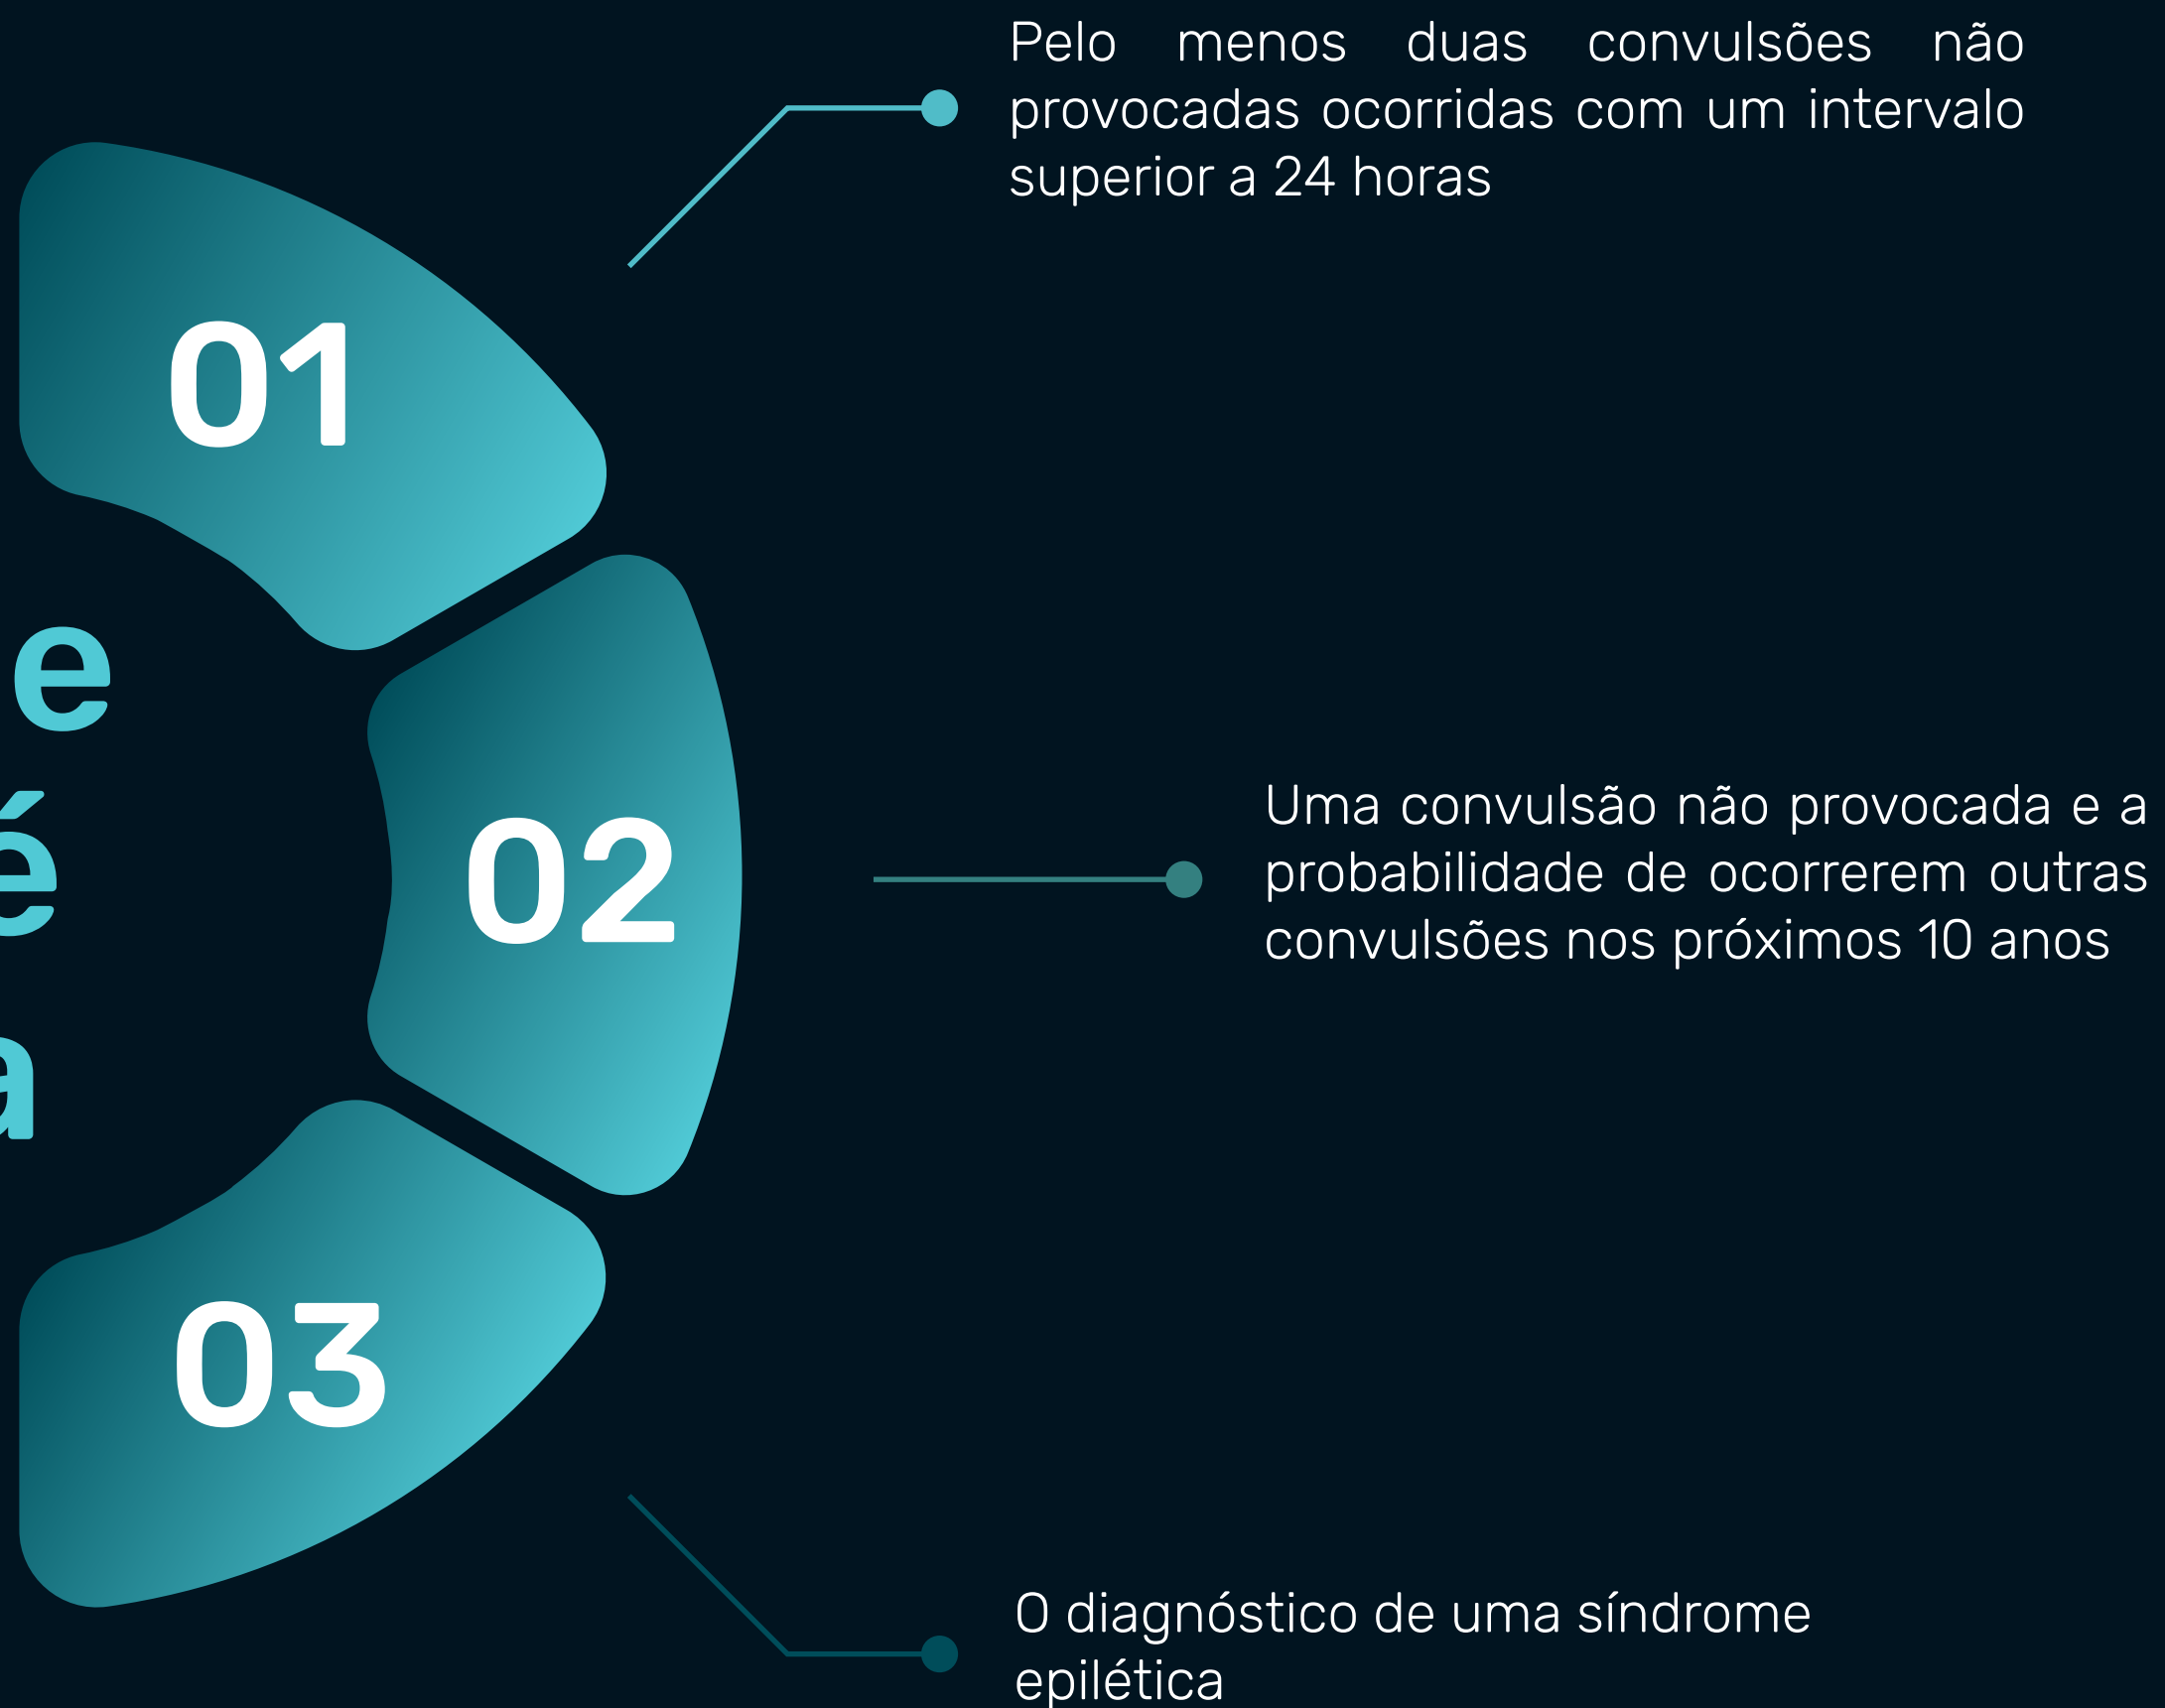 Pelo menos duas convulsões não
provocadas ocorridas com um intervalo
superior a 24 horas
01
e
é
02
Uma convulsão não provocada e a
probabilidade de ocorrerem outras
convulsões nos próximos 10 anos
a
03
O diagnóstico de uma síndrome
epilética